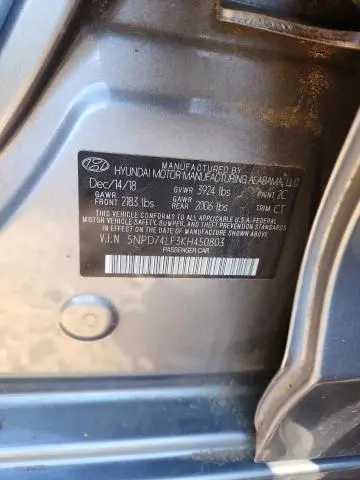 MANUFACTURED BY
HYUNDAI MOTOR MANUFACTURING ALABAMA, LLC
Dec/14/18 GVWR 3924 lbs PAINT 2C
GAWR FRONT 2183 lbs GAWR REAR 2006 lbs TRIM CT
THIS VEHICLE CONFORMS TO ALL APPLICABLE U.S.A FEDERAL
MOTOR VEHICLE SAFETY, BUMPER, AND THEFT PREVENTION
STANDARDS IN EFFECT ON THE DATE OF MANUFACTURE SHOWN ABOVE.
V.I.N 5NPD74LF3KH450803
PASSENGER CAR